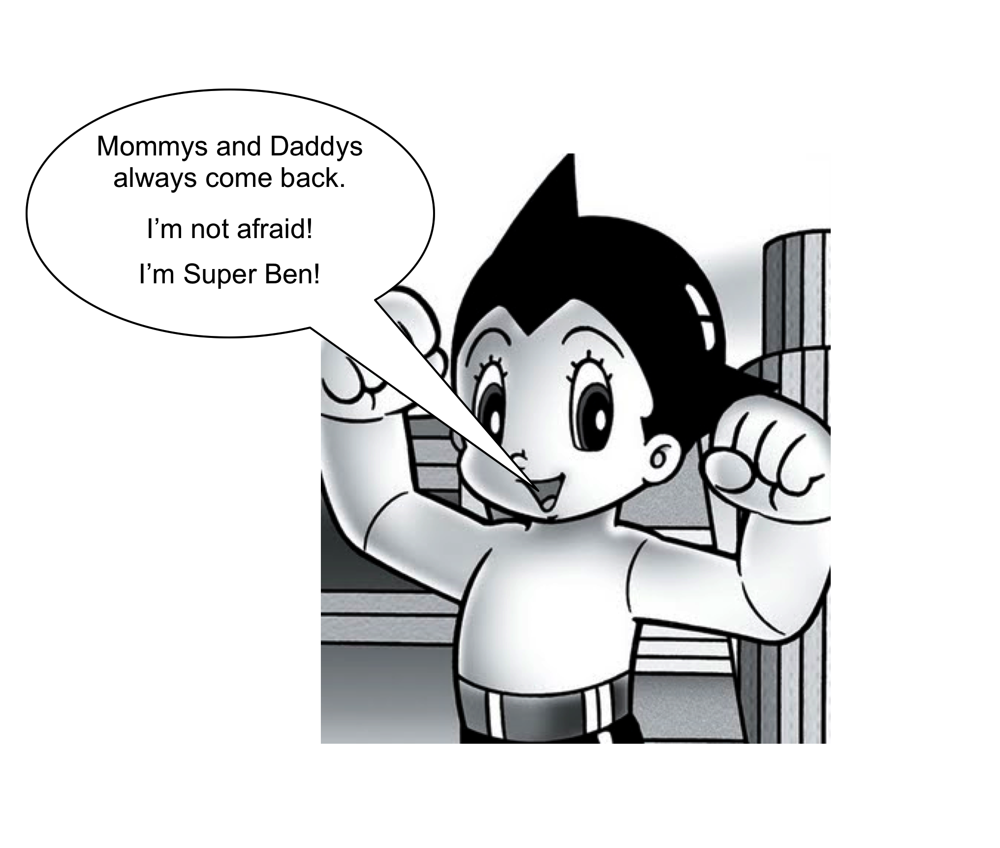 Mommys and Daddys
always come back.
I’m not afraid!
I’m Super Ben!